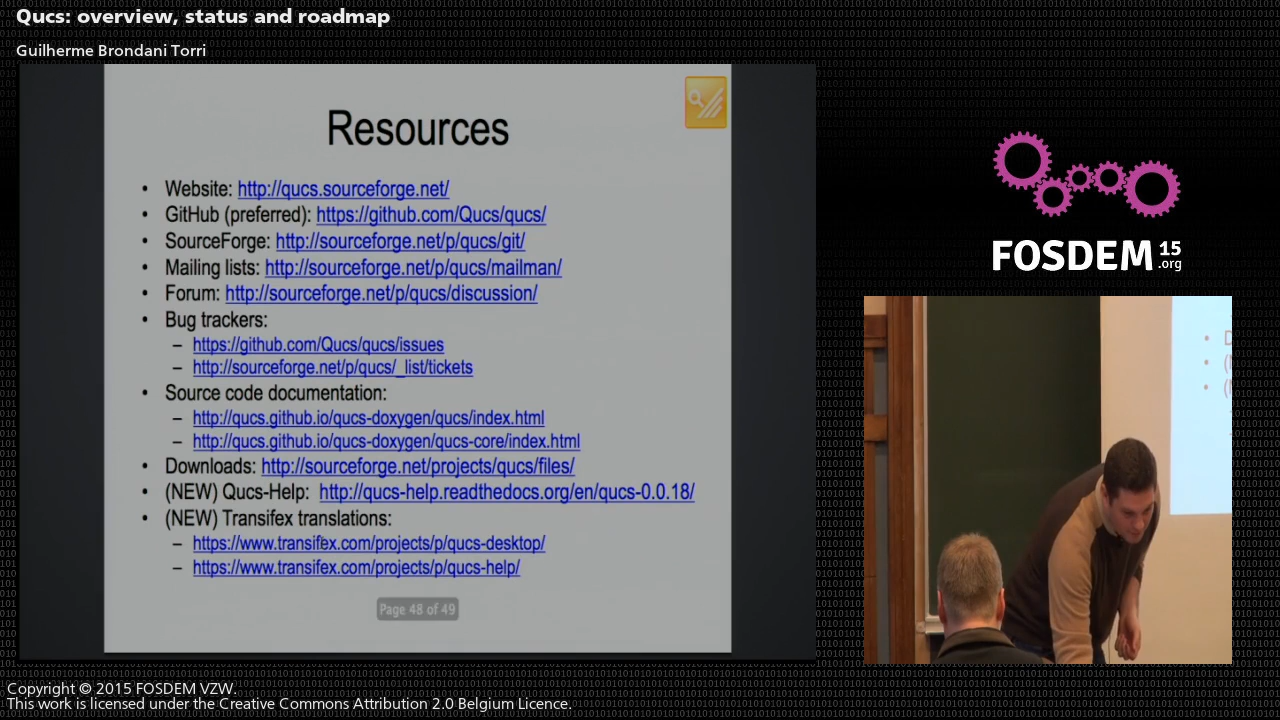 Qucs: overview, status and roadmap
Guilherme Brondani Torri
Resources
• Website: http://qucs.sourceforge.net/
• GitHub (preferred): https://github.com/Qucs/qucs/
• SourceForge: http://sourceforge.net/p/qucs/git/
• Mailing lists: http://sourceforge.net/p/qucs/mailman/
• Forum: http://sourceforge.net/p/qucs/discussion/
• Bug trackers:
– https://github.com/Qucs/qucs/issues
– http://sourceforge.net/p/qucs/_list/tickets
• Source code documentation:
– http://qucs.github.io/qucs-doxygen/qucs/index.html
– http://qucs.github.io/qucs-doxygen/qucs-core/index.html
• Downloads: http://sourceforge.net/projects/qucs/files/
• (NEW) Qucs-Help: http://qucs-help.readthedocs.org/en/qucs-0.0.18/
• (NEW) Transifex translations:
– https://www.transifex.com/projects/p/qucs-desktop/
– https://www.transifex.com/projects/p/qucs-help/
Page 48 of 49
FOSDEM 15
.org
Copyright © 2015 FOSDEM VZW.
This work is licensed under the Creative Commons Attribution 2.0 Belgium Licence.